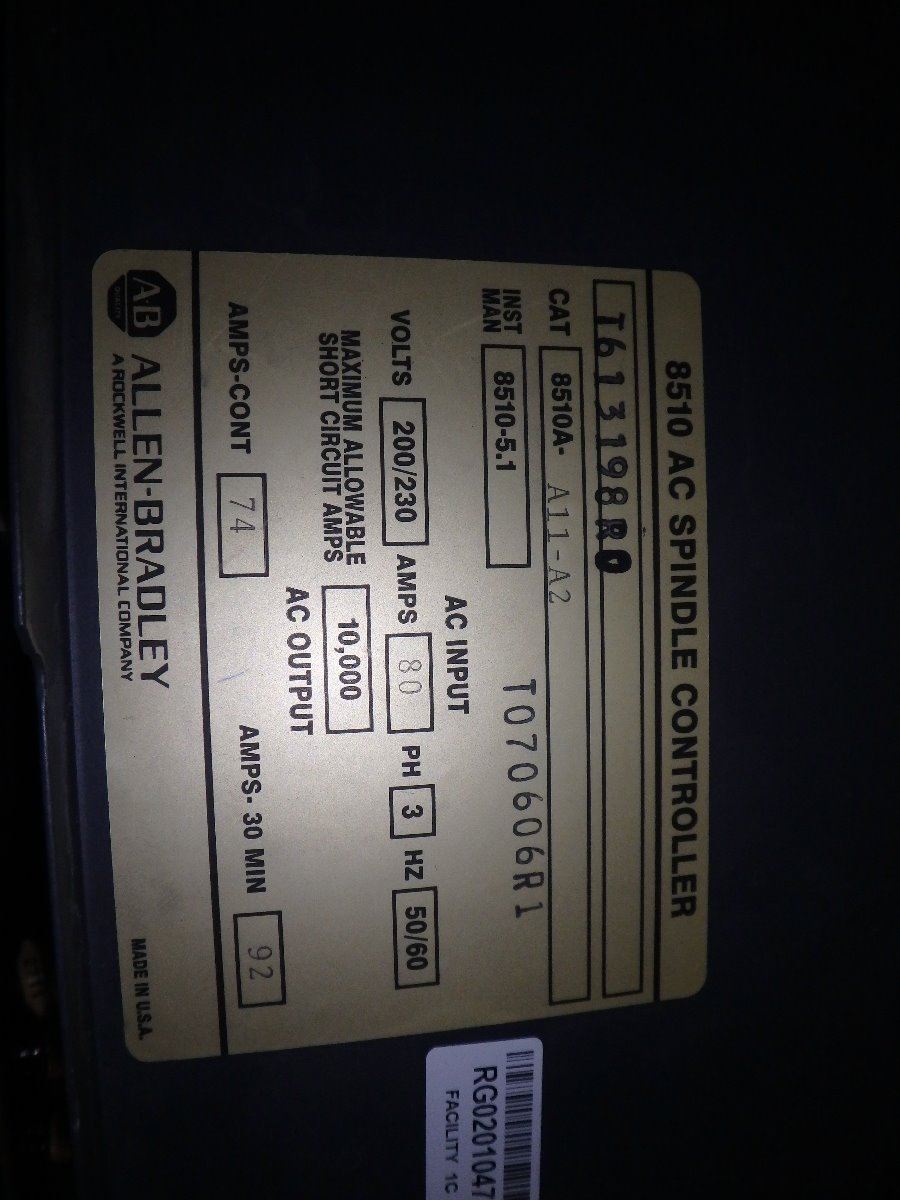 8510 AC SPINDLE CONTROLLER
T613198R0
CAT 8510A- A11-A2
INST MAN 8510-5.1
T070606R1
AC INPUT
VOLTS 200/230 AMPS 80 PH 3 HZ 50/60
MAXIMUM ALLOWABLE
SHORT CIRCUIT AMPS 10,000
AC OUTPUT
AMPS-CONT 74 AMPS- 30 MIN 92
AB
QUALITY
ALLEN-BRADLEY
A ROCKWELL INTERNATIONAL COMPANY
MADE IN U.S.A.
RG0201047
FACILITY 1C